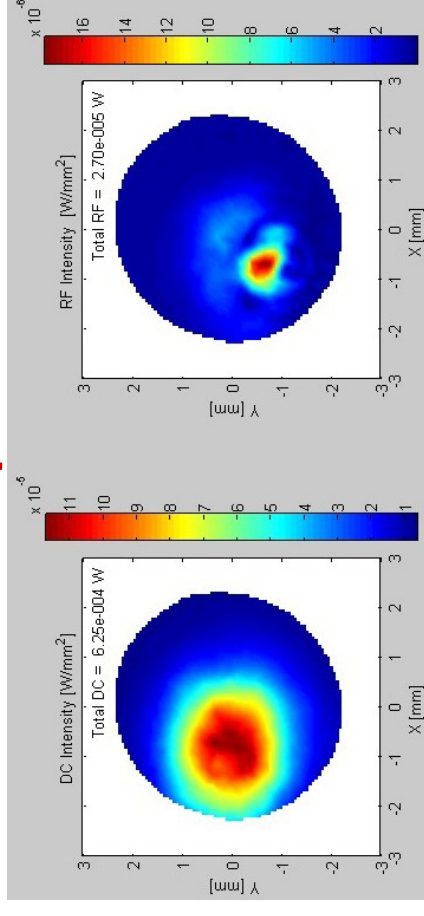 DC Intensity [W/mm²]
Total DC = 6.25e-004 W
3
2
1
0
-1
-2
-3
Y [mm]
-3 -2 -1 0 1 2 3
X [mm]
x 10⁻⁵
11
10
9
8
7
6
5
4
3
2
1
RF Intensity [W/mm²]
Total RF = 2.70e-005 W
3
2
1
0
-1
-2
-3
Y [mm]
-3 -2 -1 0 1 2 3
X [mm]
x 10⁻⁶
16
14
12
10
8
6
4
2